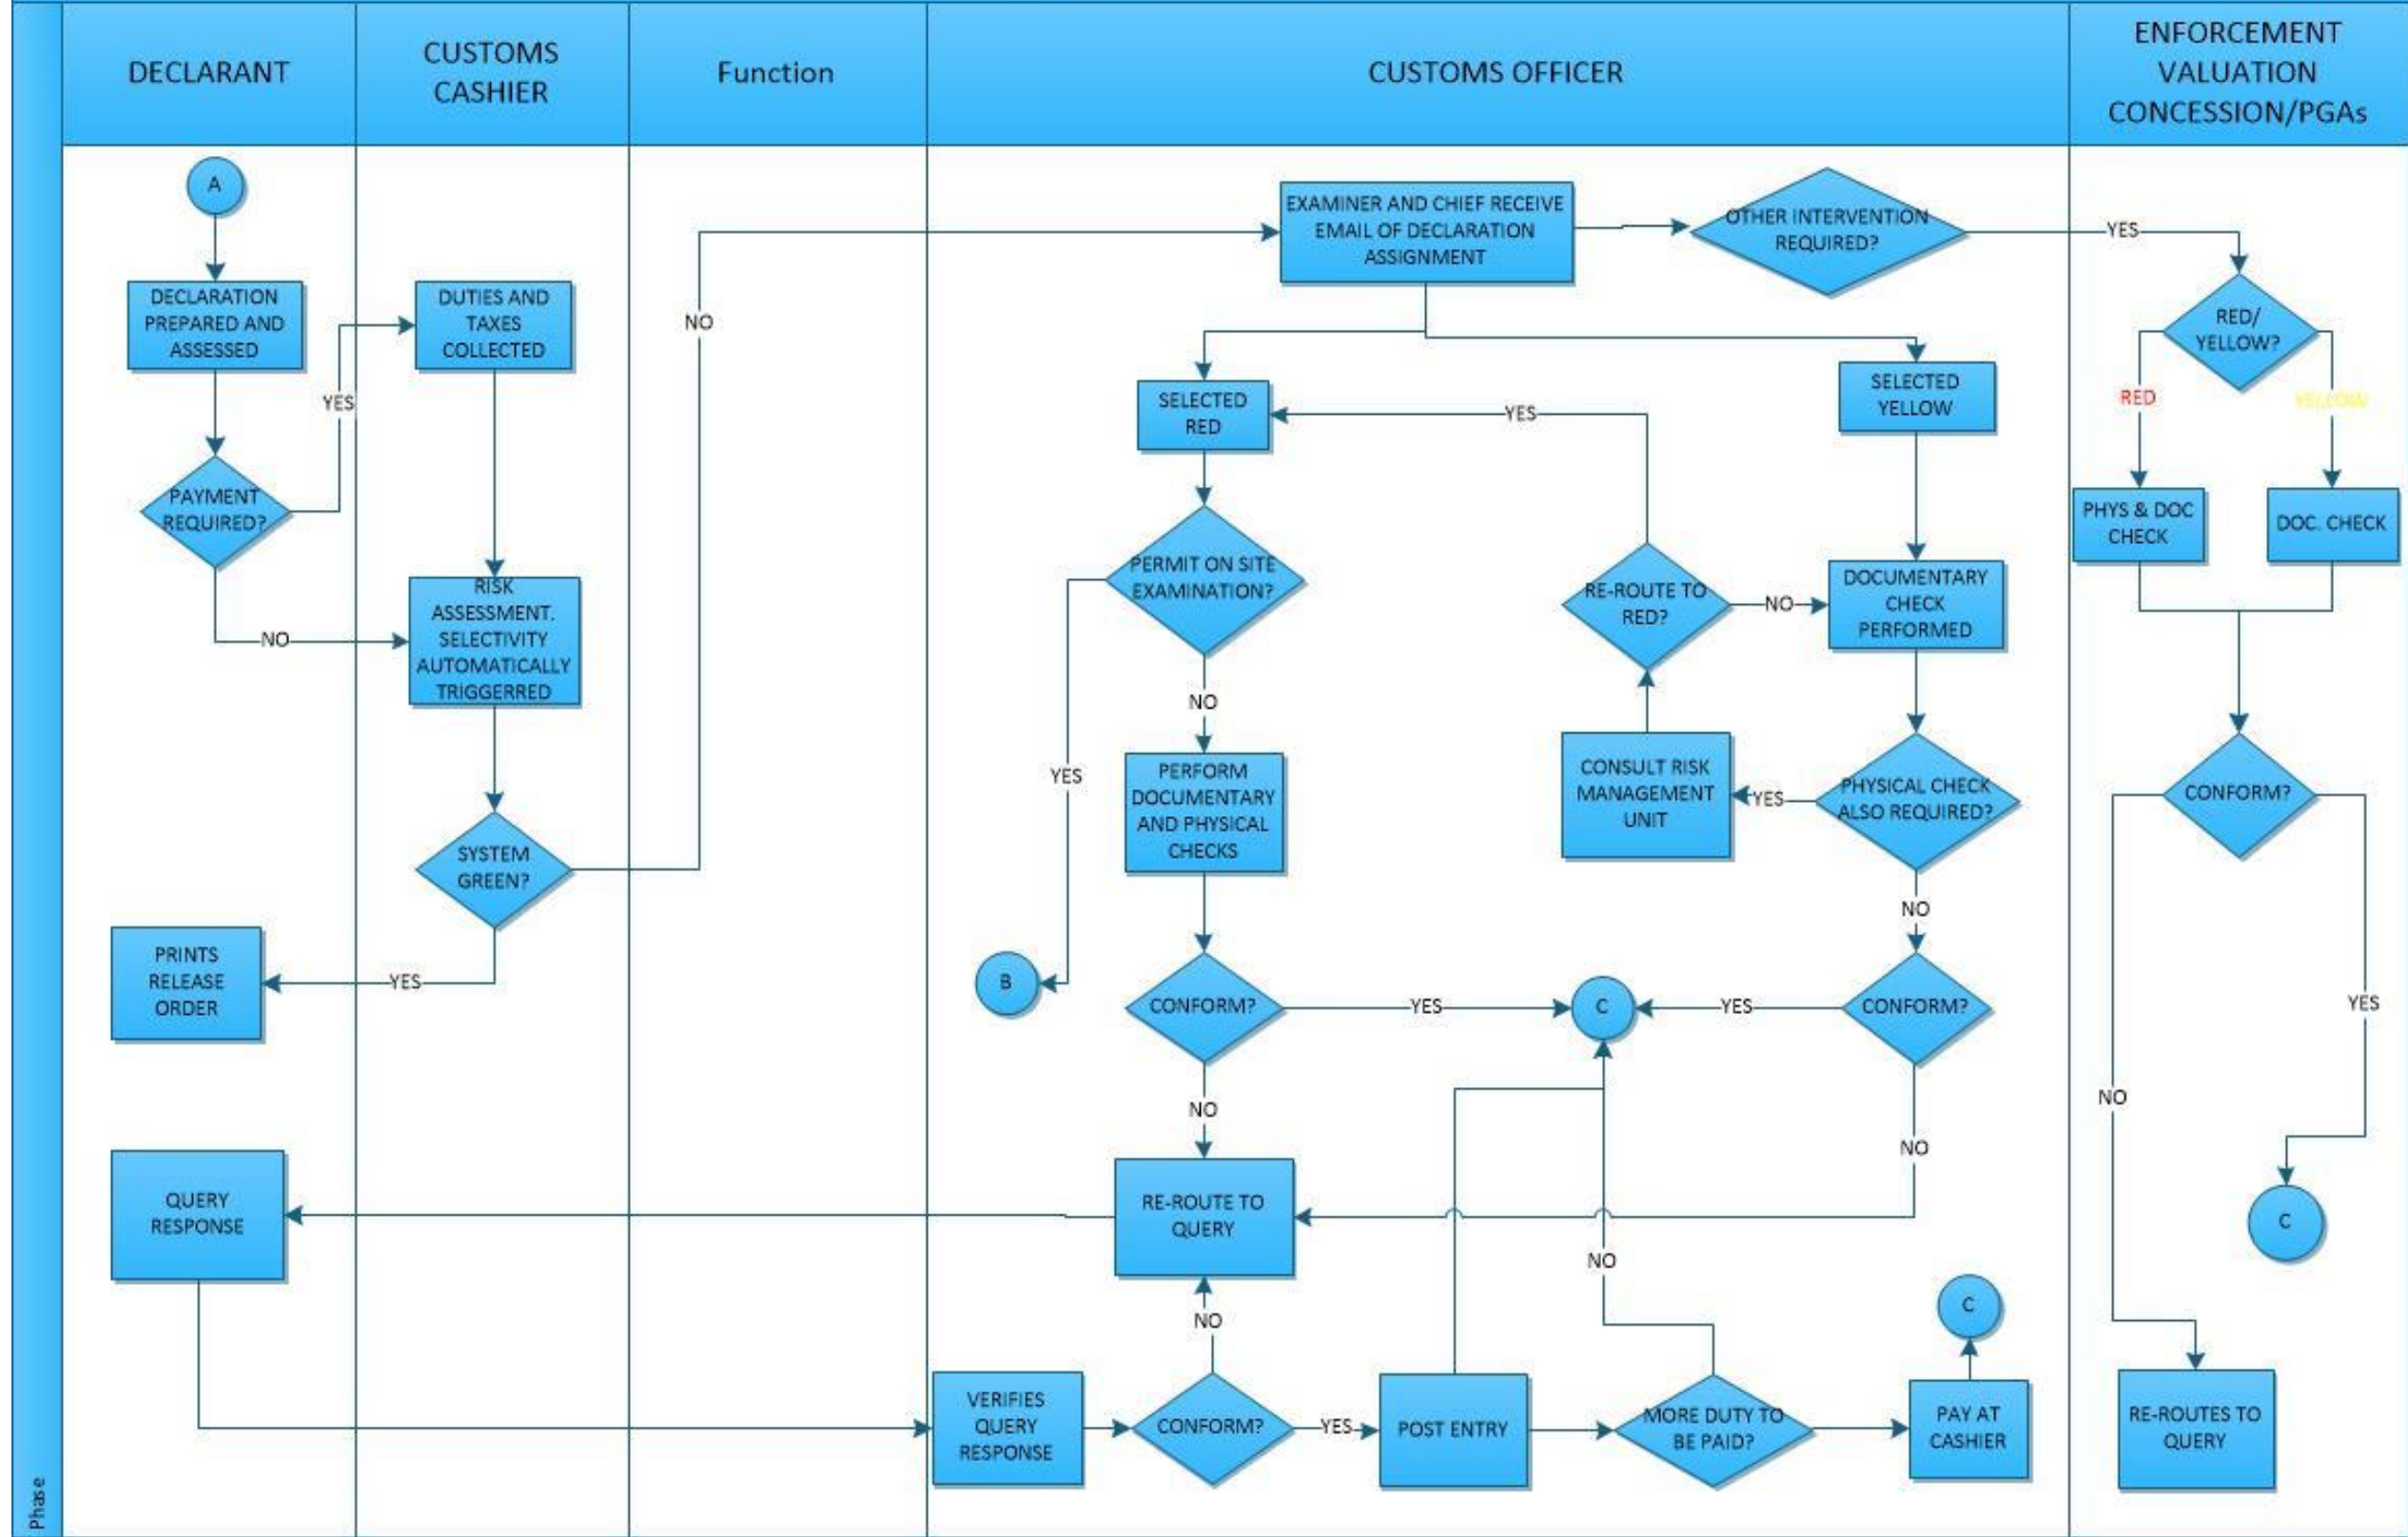 DECLARANT
CUSTOMS
CASHIER
Function
CUSTOMS OFFICER
ENFORCEMENT
VALUATION
CONCESSION/PGAs
Phase
A
DECLARATION
PREPARED AND
ASSESSED
PAYMENT
REQUIRED?
YES
NO
DUTIES AND
TAXES
COLLECTED
RISK
ASSESSMENT.
SELECTIVITY
AUTOMATICALLY
TRIGGERRED
SYSTEM
GREEN?
YES
PRINTS
RELEASE
ORDER
NO
EXAMINER AND CHIEF RECEIVE
EMAIL OF DECLARATION
ASSIGNMENT
OTHER INTERVENTION
REQUIRED?
YES
SELECTED
RED
YES
SELECTED
YELLOW
PERMIT ON SITE
EXAMINATION?
YES
B
NO
PERFORM
DOCUMENTARY
AND PHYSICAL
CHECKS
RE-ROUTE TO
RED?
NO
DOCUMENTARY
CHECK
PERFORMED
CONSULT RISK
MANAGEMENT
UNIT
YES
PHYSICAL CHECK
ALSO REQUIRED?
NO
CONFORM?
YES
C
YES
CONFORM?
NO
NO
QUERY
RESPONSE
RE-ROUTE TO
QUERY
NO
NO
VERIFIES
QUERY
RESPONSE
CONFORM?
YES
POST ENTRY
MORE DUTY TO
BE PAID?
PAY AT
CASHIER
C
RED/
YELLOW?
RED
YELLOW
PHYS & DOC
CHECK
DOC. CHECK
CONFORM?
NO
YES
C
RE-ROUTES TO
QUERY